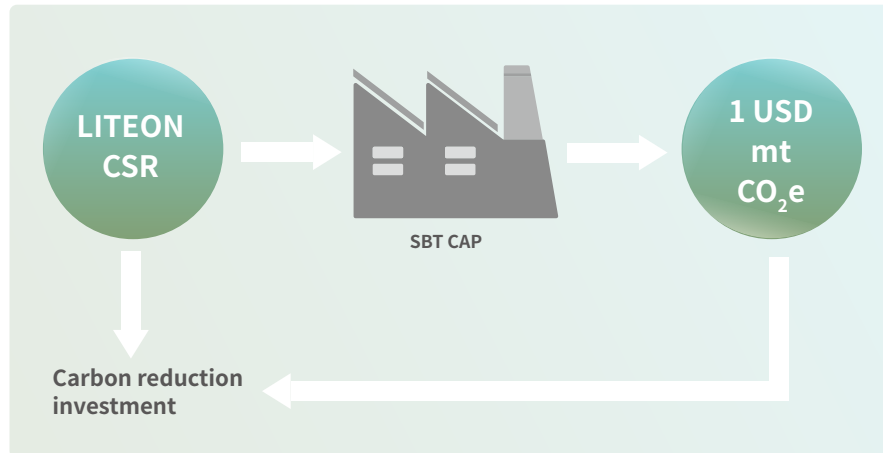 LITEON
CSR
SBT CAP
1 USD
mt
CO₂e
Carbon reduction
investment